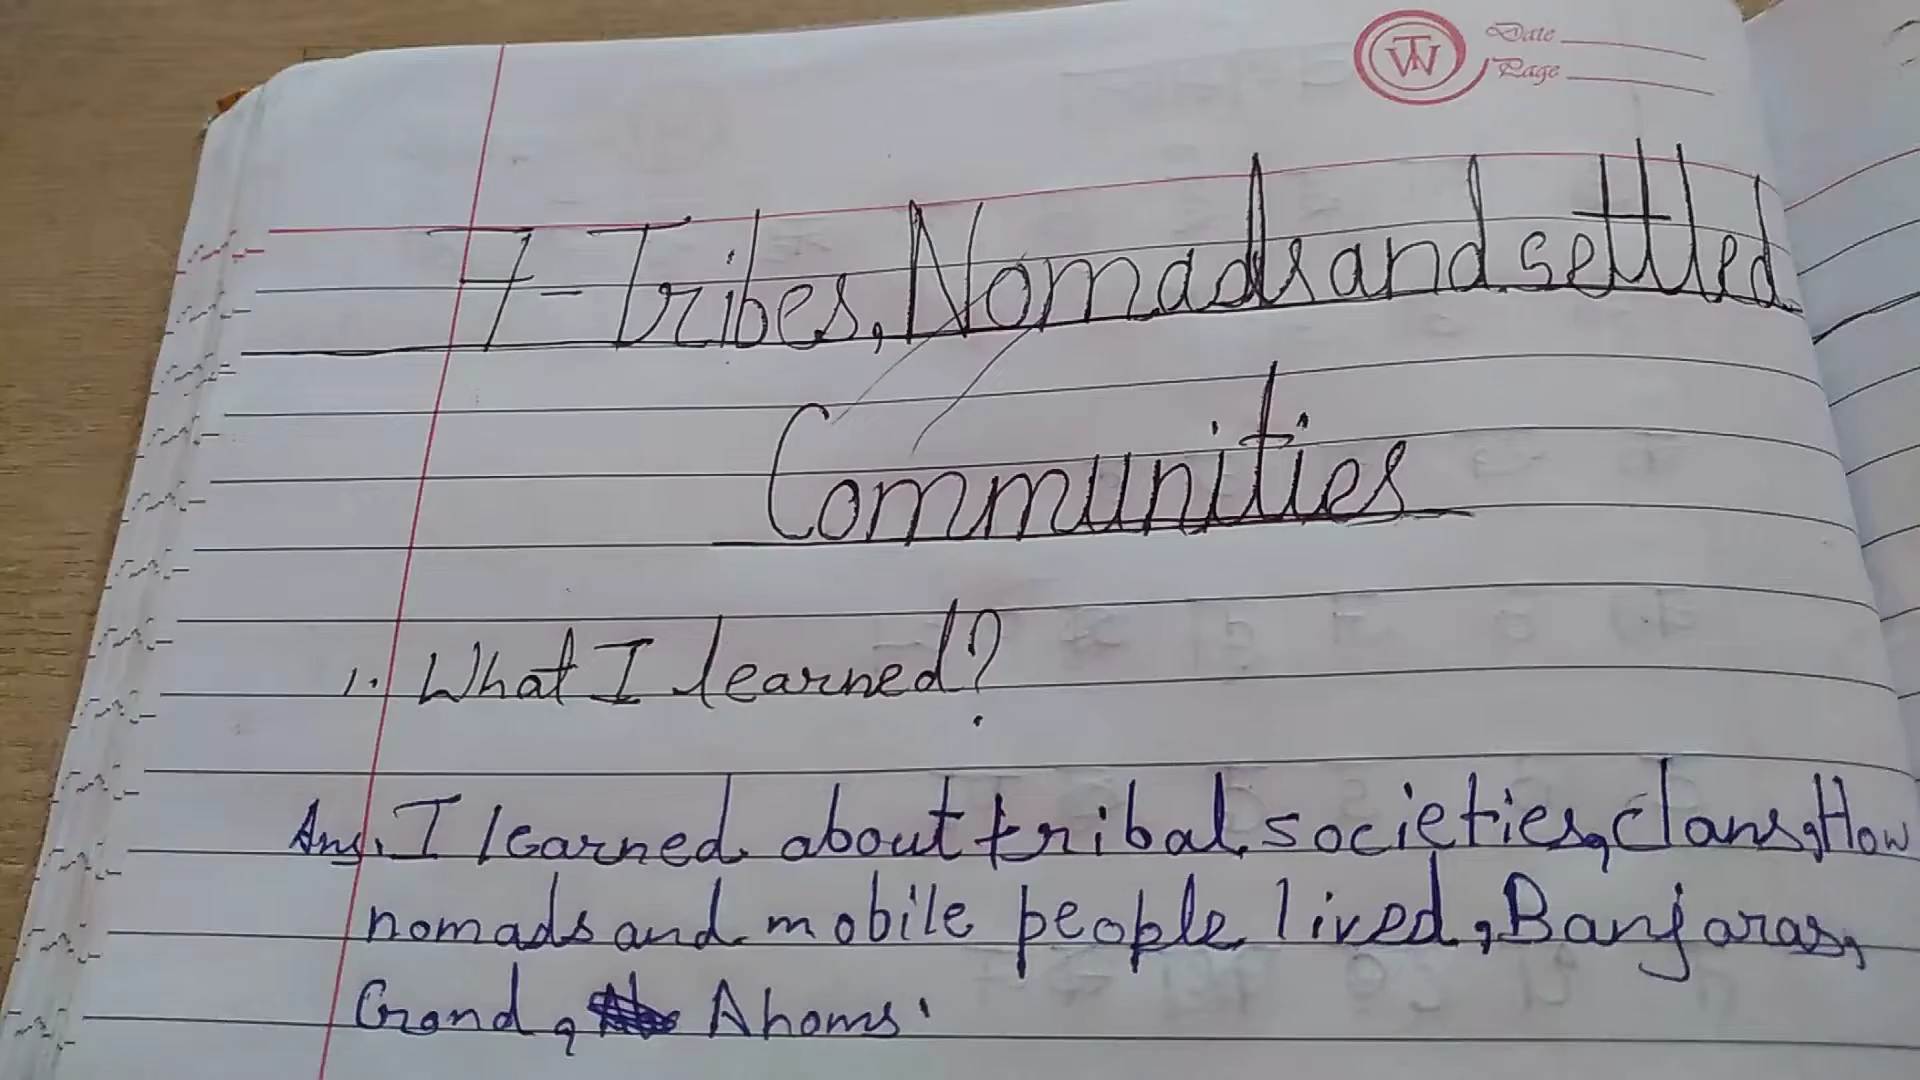 Date
Page
7-Tribes, Nomads and settled
Communities
1. What I learned?
Ans. I learned about tribal societies, clans, How
nomads and mobile people lived, Banjaras,
Gond, Ahoms.